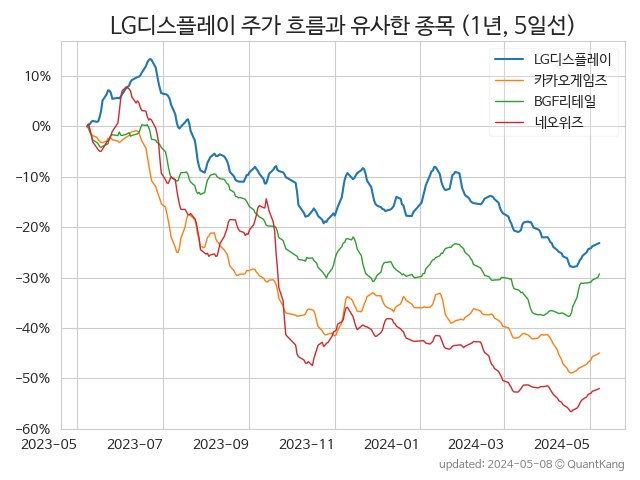 LG디스플레이 주가 흐름과 유사한 종목 (1년, 5일선)
LG디스플레이
카카오게임즈
BGF리테일
네오위즈
10%
0%
−10%
−20%
−30%
−40%
−50%
−60%
2023-05 2023-07 2023-09 2023-11 2024-01 2024-03 2024-05
updated: 2024-05-08 © QuantKang